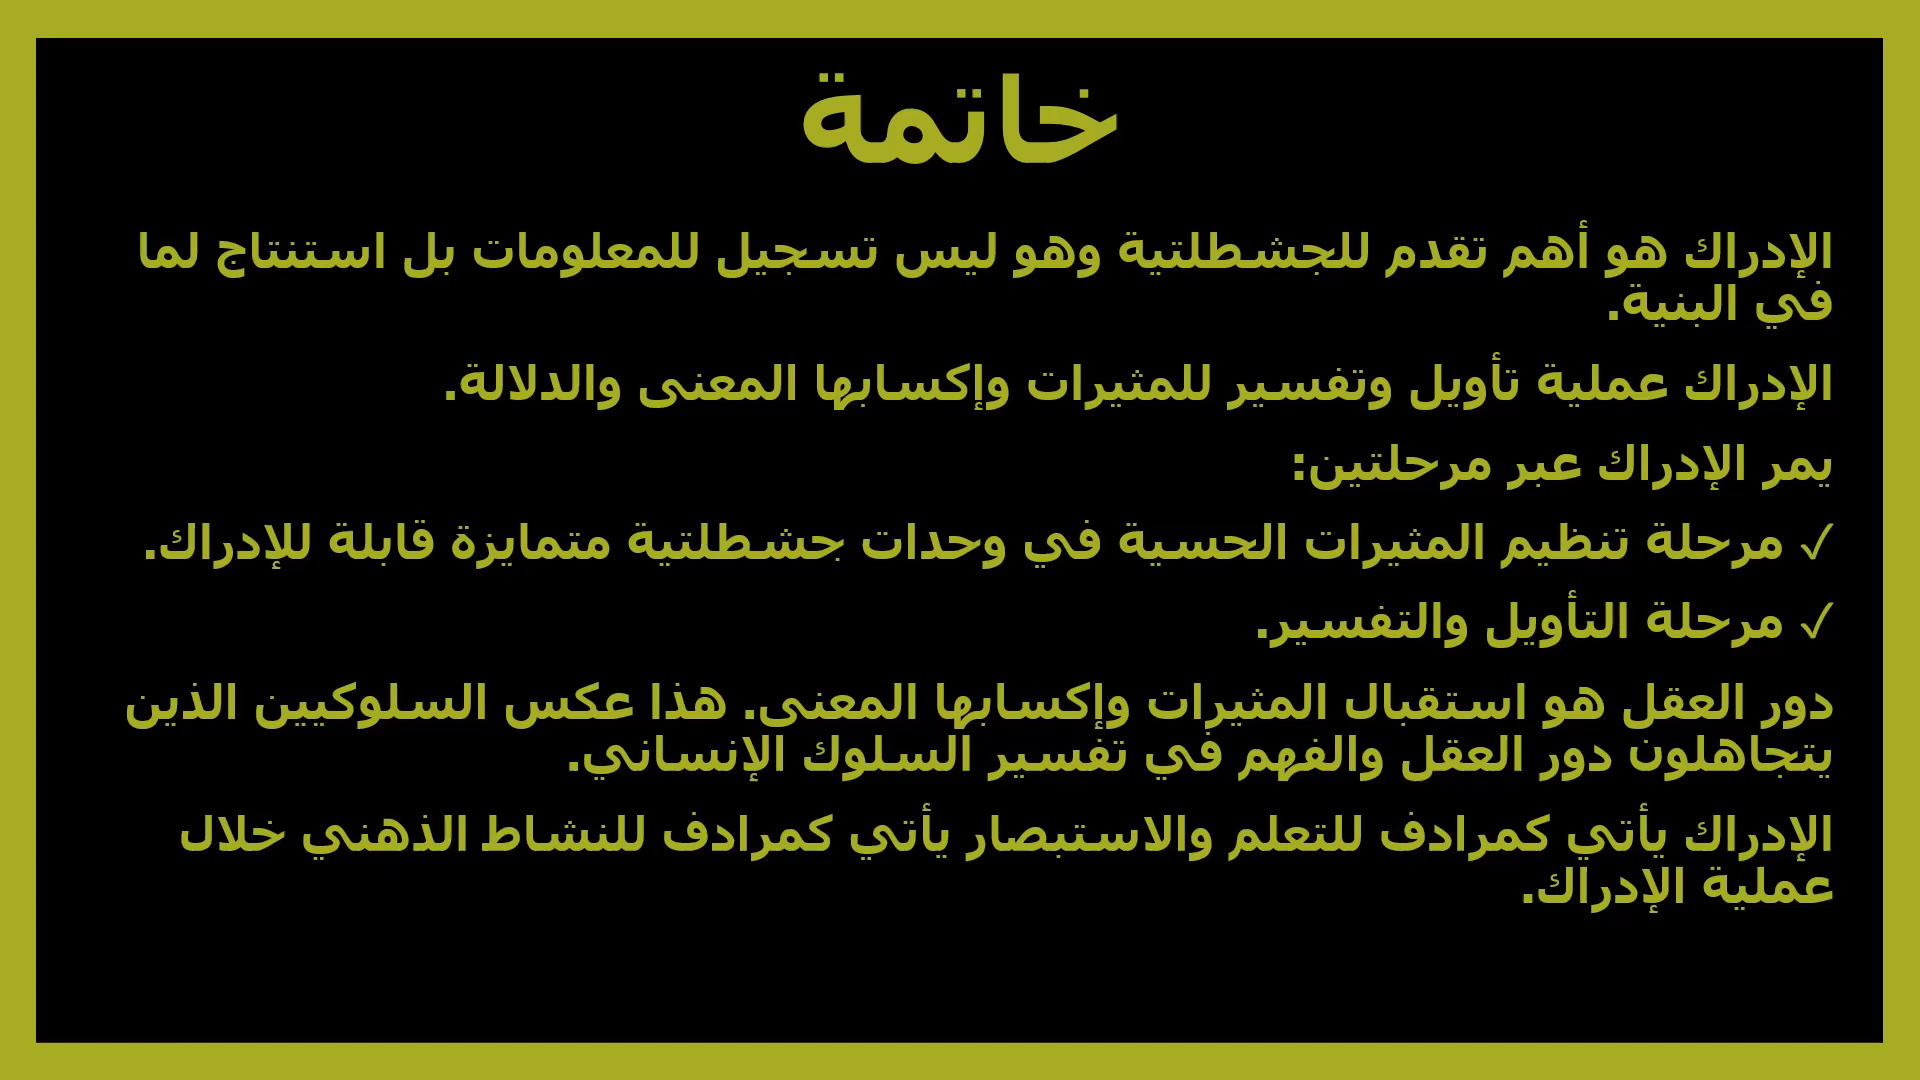 خاتمة
الإدراك هو أهم تقدم للجشطلتية وهو ليس تسجيل للمعلومات بل استنتاج لما
في البنية.
الإدراك عملية تأويل وتفسير للمثيرات وإكسابها المعنى والدلالة.
يمر الإدراك عبر مرحلتين:
✓ مرحلة تنظيم المثيرات الحسية في وحدات جشطلتية متمايزة قابلة للإدراك.
✓ مرحلة التأويل والتفسير.
دور العقل هو استقبال المثيرات وإكسابها المعنى. هذا عكس السلوكيين الذين
يتجاهلون دور العقل والفهم في تفسير السلوك الإنساني.
الإدراك يأتي كمرادف للتعلم والاستبصار يأتي كمرادف للنشاط الذهني خلال
عملية الإدراك.